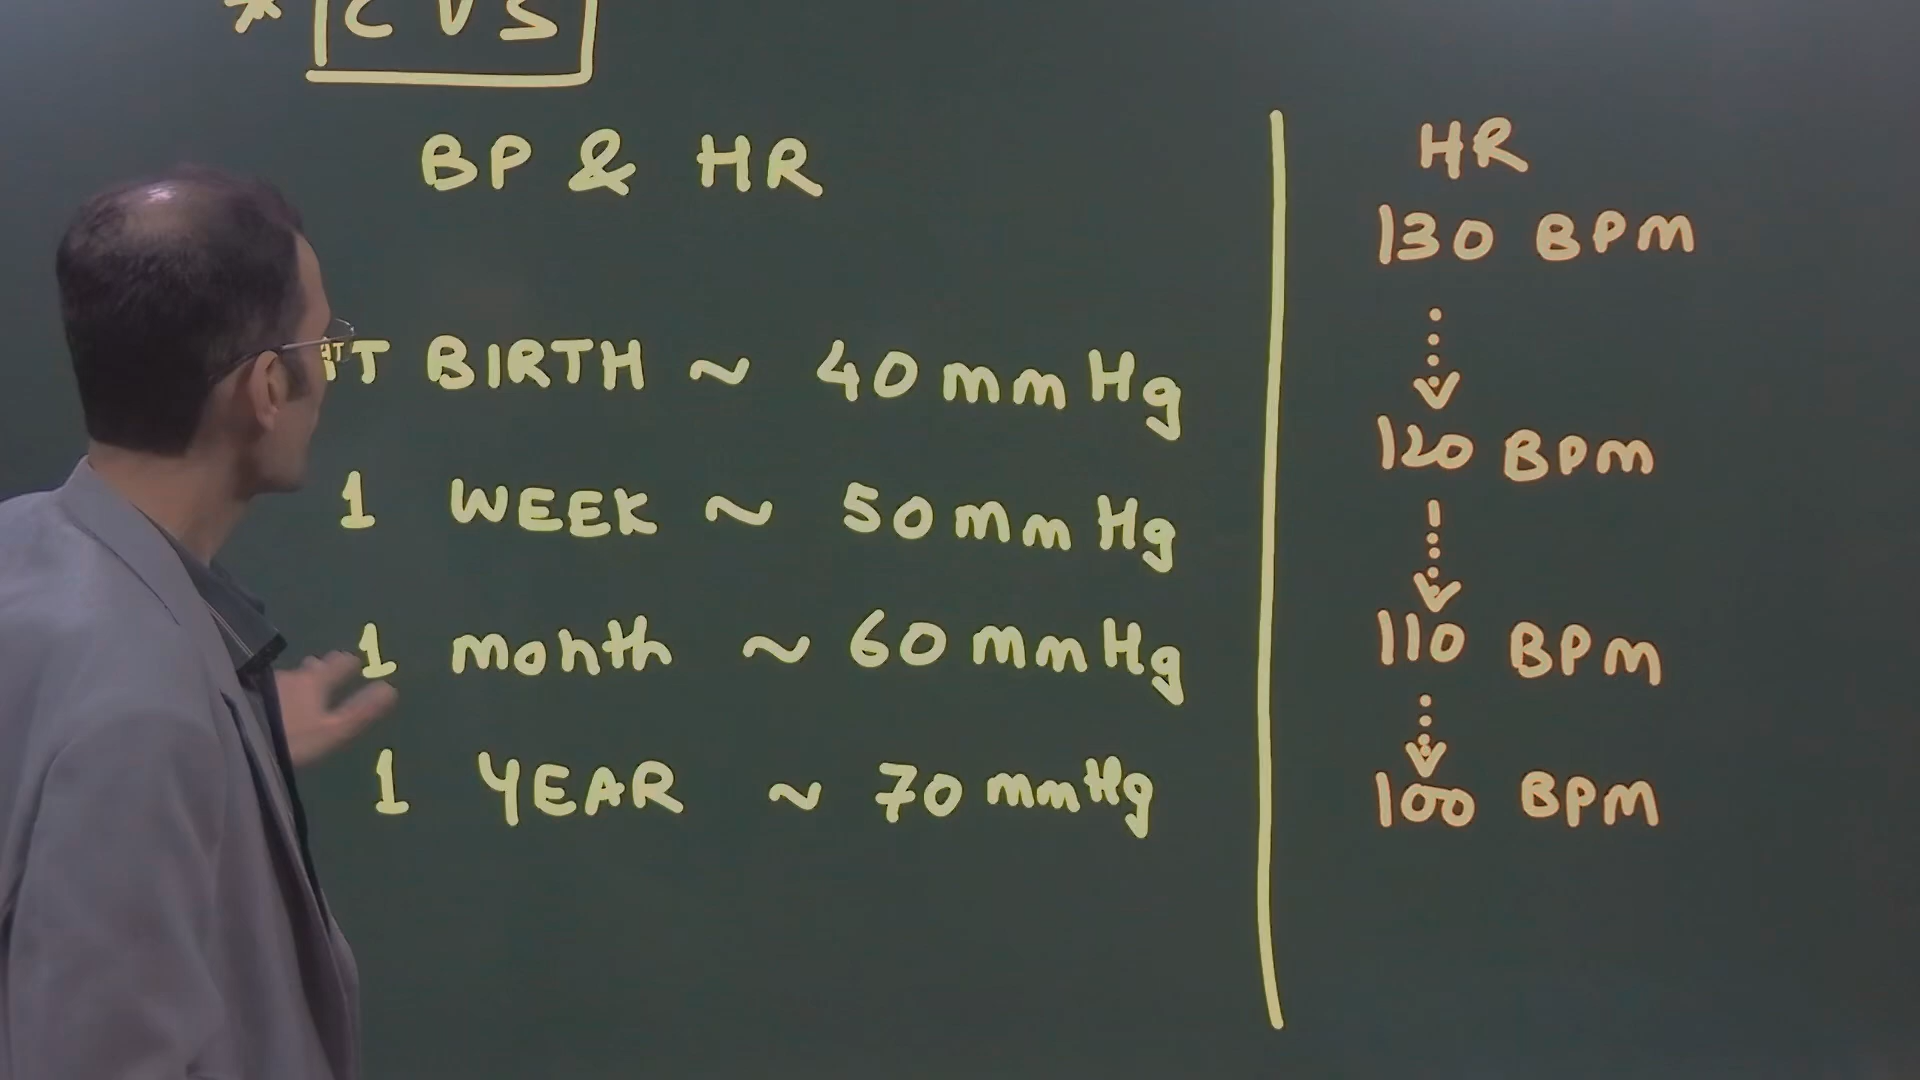 * CVS
BP & HR
AT BIRTH ~ 40 mmHg
1 WEEK ~ 50 mmHg
1 month ~ 60 mmHg
1 YEAR ~ 70 mmHg
HR
130 BPM
120 BPM
110 BPM
100 BPM